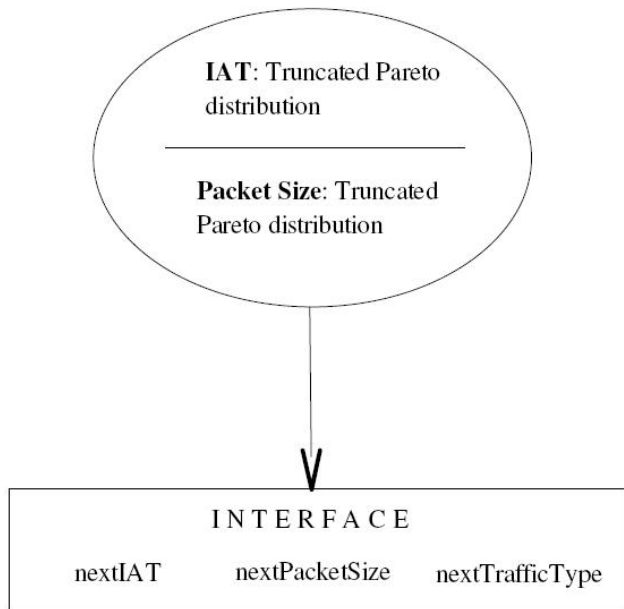 IAT: Truncated Pareto
distribution
Packet Size: Truncated
Pareto distribution
INTERFACE
nextIAT nextPacketSize nextTrafficType